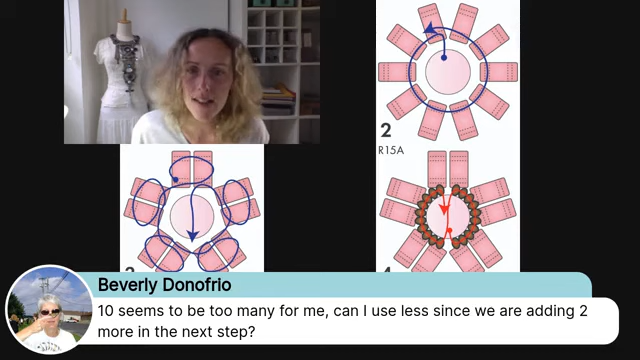 2
R15A
Beverly Donofrio
10 seems to be too many for me, can I use less since we are adding 2
more in the next step?